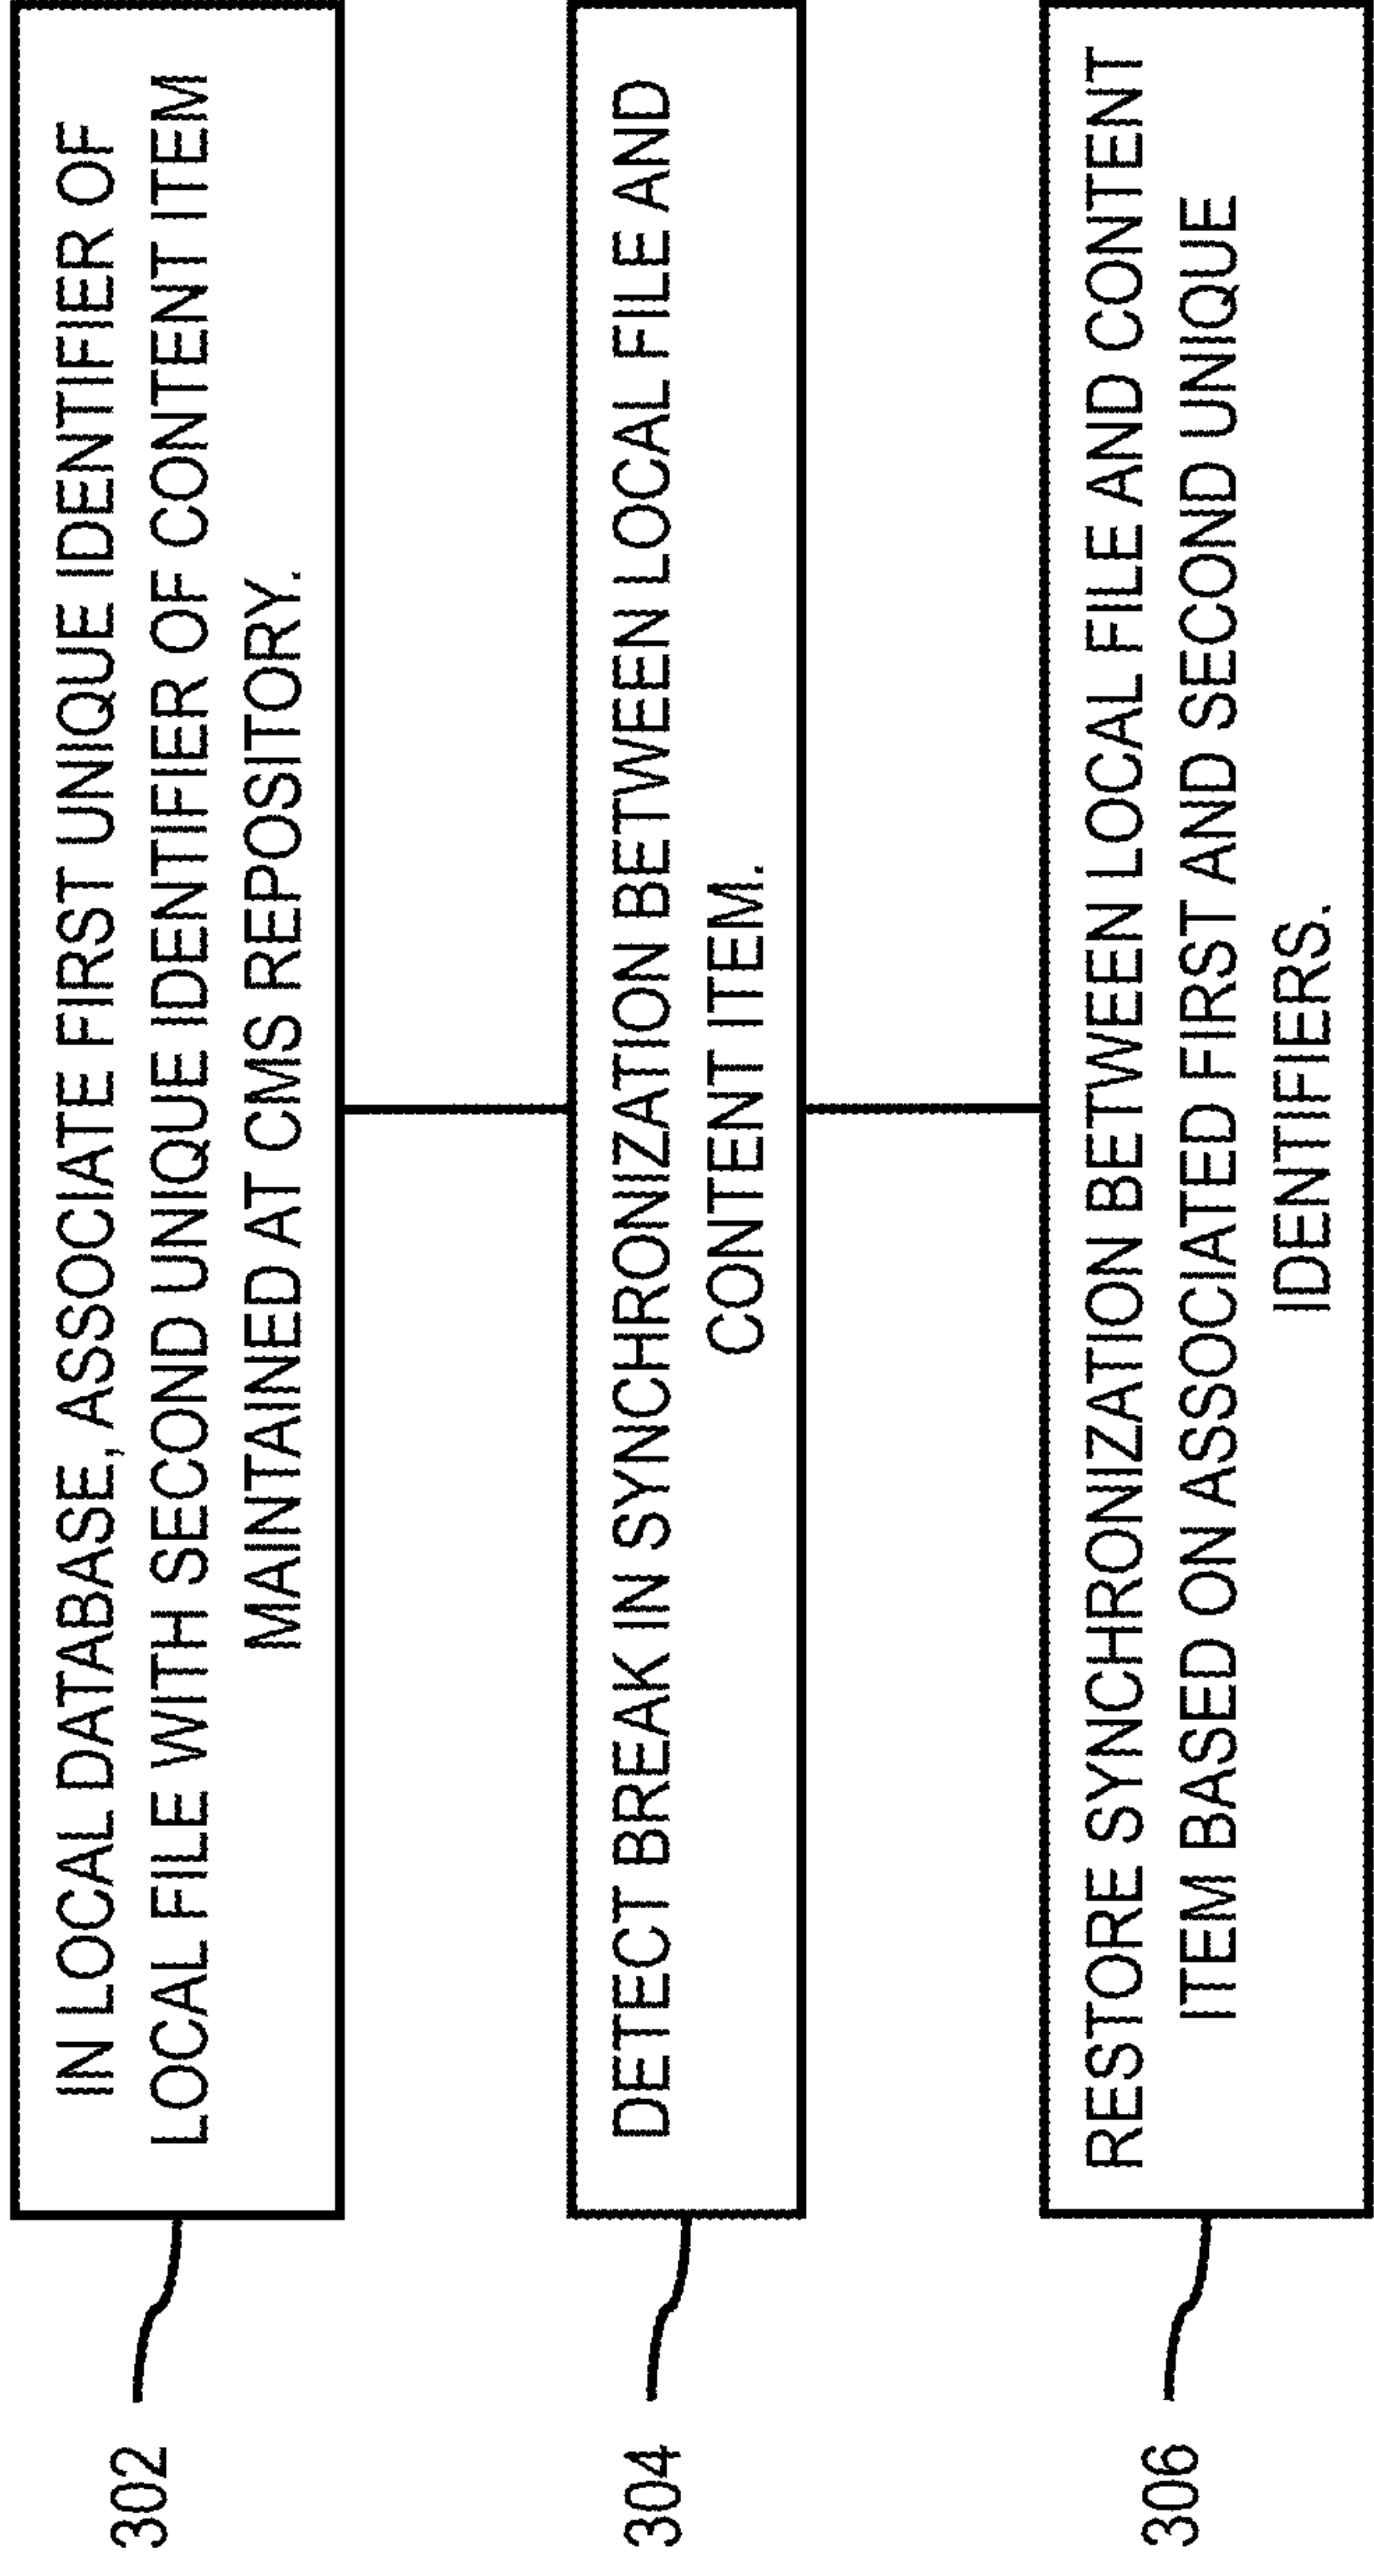 302
IN LOCAL DATABASE, ASSOCIATE FIRST UNIQUE IDENTIFIER OF
LOCAL FILE WITH SECOND UNIQUE IDENTIFIER OF CONTENT ITEM
MAINTAINED AT CMS REPOSITORY.
304
DETECT BREAK IN SYNCHRONIZATION BETWEEN LOCAL FILE AND
CONTENT ITEM.
306
RESTORE SYNCHRONIZATION BETWEEN LOCAL FILE AND CONTENT
ITEM BASED ON ASSOCIATED FIRST AND SECOND UNIQUE
IDENTIFIERS.